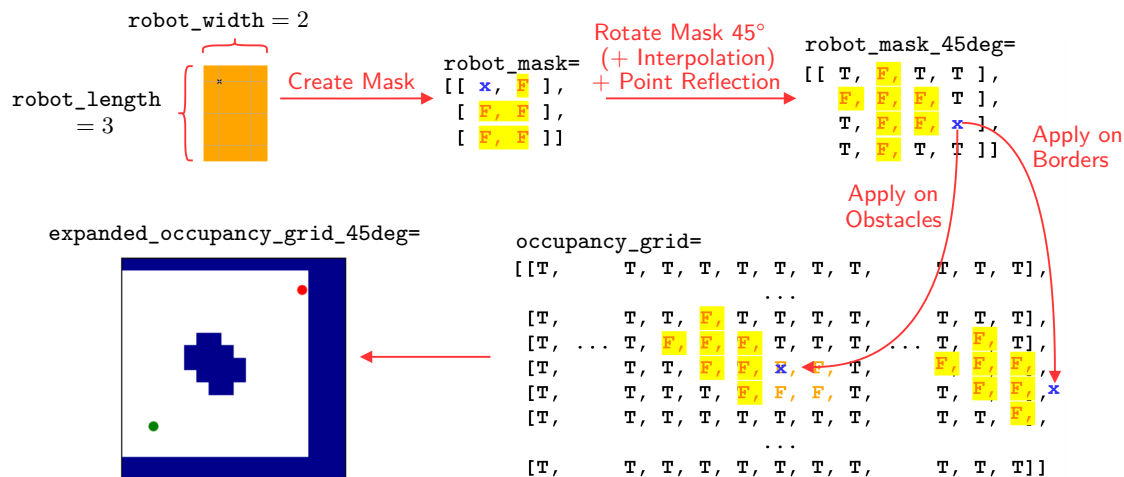 robot_width = 2
robot_length
= 3
x
Create Mask
robot_mask=
[[ x, F ],
[ F, F ],
[ F, F ]]
Rotate Mask 45°
(+ Interpolation)
+ Point Reflection
robot_mask_45deg=
[[ T, F, T, T ],
F, F, F, T ],
T, F, F, x ],
T, F, T, T ]]
Apply on
Borders
Apply on
Obstacles
expanded_occupancy_grid_45deg=
occupancy_grid=
[[T, T, T, T, T, T, T, T, T, T, T],
...
[T, T, T, F, T, T, T, T, T, F, T],
[T, ... T, F, F, F, T, T, T, ... T, F, T],
[T, T, T, F, F, x F, F, T, F, F, F],
[T, T, T, T, F, F, F, T, T, F, F], x
[T, T, T, T, T, T, T, T, T, T, F],
...
[T, T, T, T, T, T, T, T, T, T, T]]